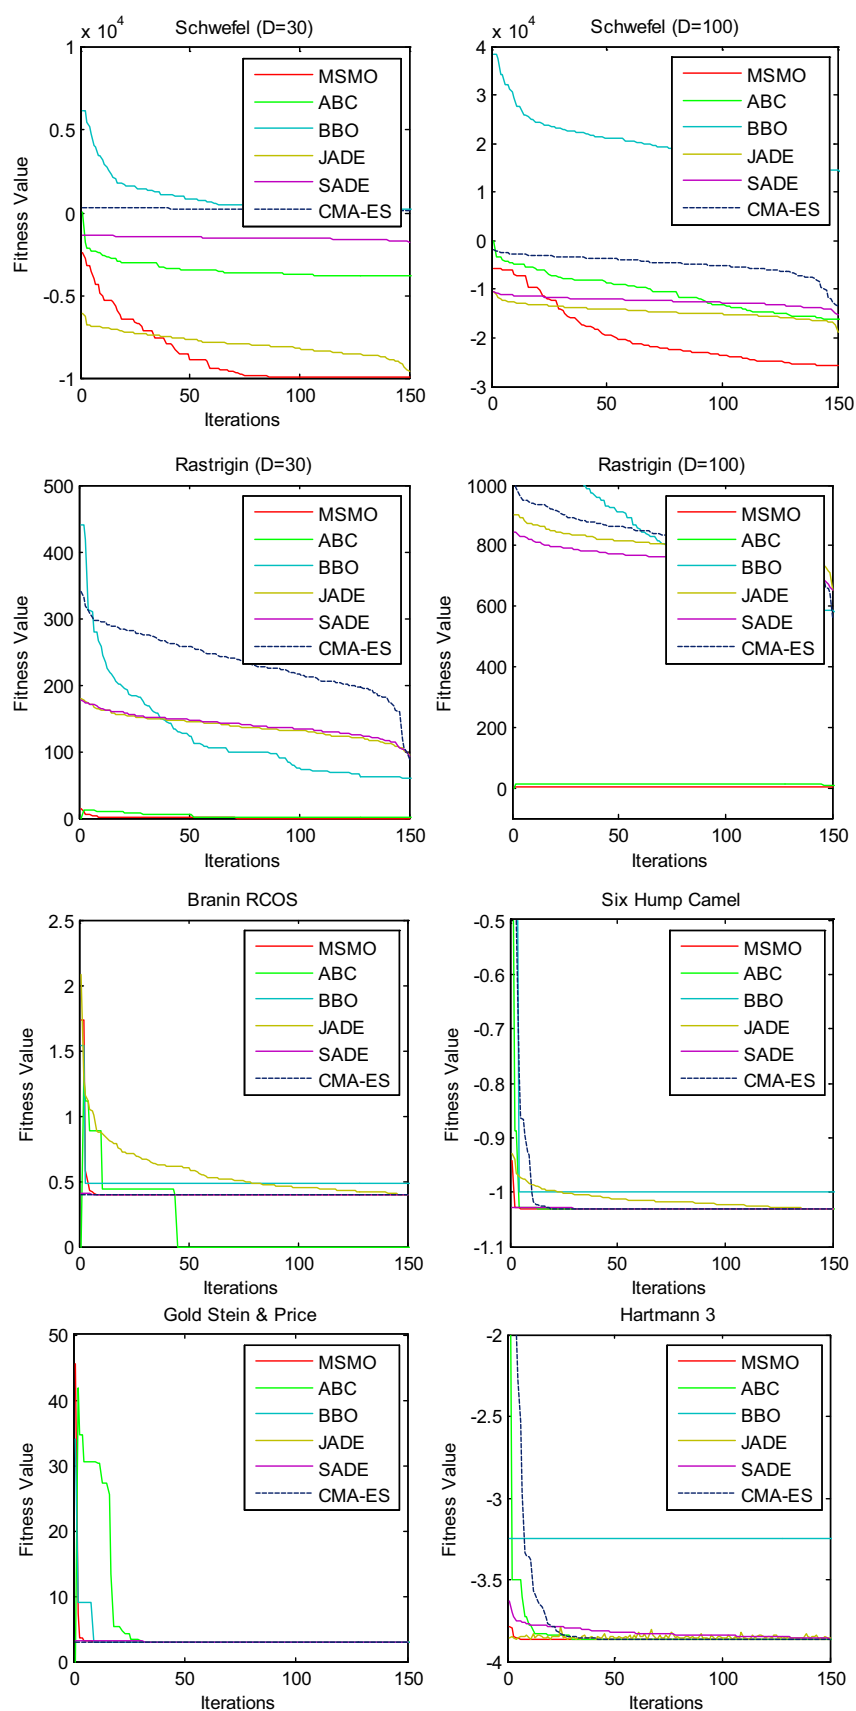 x 10^4
Schwefel (D=30)
1
0.5
0
-0.5
-1
0
50
100
150
Fitness Value
Iterations
MSMO
ABC
BBO
JADE
SADE
CMA-ES
x 10^4
Schwefel (D=100)
4
3
2
1
0
-1
-2
-3
0
50
100
150
Fitness Value
Iterations
MSMO
ABC
BBO
JADE
SADE
CMA-ES
Rastrigin (D=30)
500
400
300
200
100
0
0
50
100
150
Fitness Value
Iterations
MSMO
ABC
BBO
JADE
SADE
CMA-ES
Rastrigin (D=100)
1000
800
600
400
200
0
0
50
100
150
Fitness Value
Iterations
MSMO
ABC
BBO
JADE
SADE
CMA-ES
Branin RCOS
2.5
2
1.5
1
0.5
0
0
50
100
150
Fitness Value
Iterations
MSMO
ABC
BBO
JADE
SADE
CMA-ES
Six Hump Camel
-0.5
-0.6
-0.7
-0.8
-0.9
-1
-1.1
0
50
100
150
Fitness Value
Iterations
MSMO
ABC
BBO
JADE
SADE
CMA-ES
Gold Stein & Price
50
40
30
20
10
0
0
50
100
150
Fitness Value
Iterations
MSMO
ABC
BBO
JADE
SADE
CMA-ES
Hartmann 3
-2
-2.5
-3
-3.5
-4
0
50
100
150
Fitness Value
Iterations
MSMO
ABC
BBO
JADE
SADE
CMA-ES